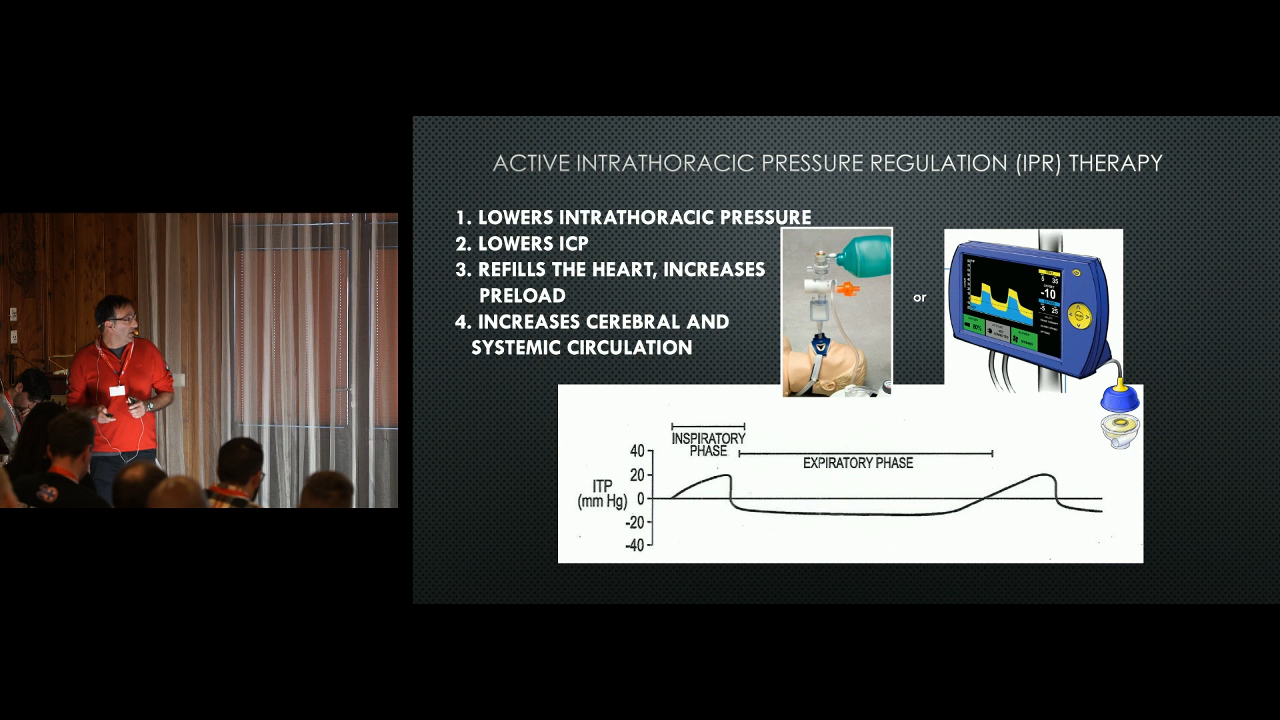 ACTIVE INTRATHORACIC PRESSURE REGULATION (IPR) THERAPY
1. LOWERS INTRATHORACIC PRESSURE
2. LOWERS ICP
3. REFILLS THE HEART, INCREASES
PRELOAD
4. INCREASES CEREBRAL AND
SYSTEMIC CIRCULATION
or
-10
INSPIRATORY
PHASE
EXPIRATORY PHASE
ITP
(mm Hg)
40
20
0
-20
-40